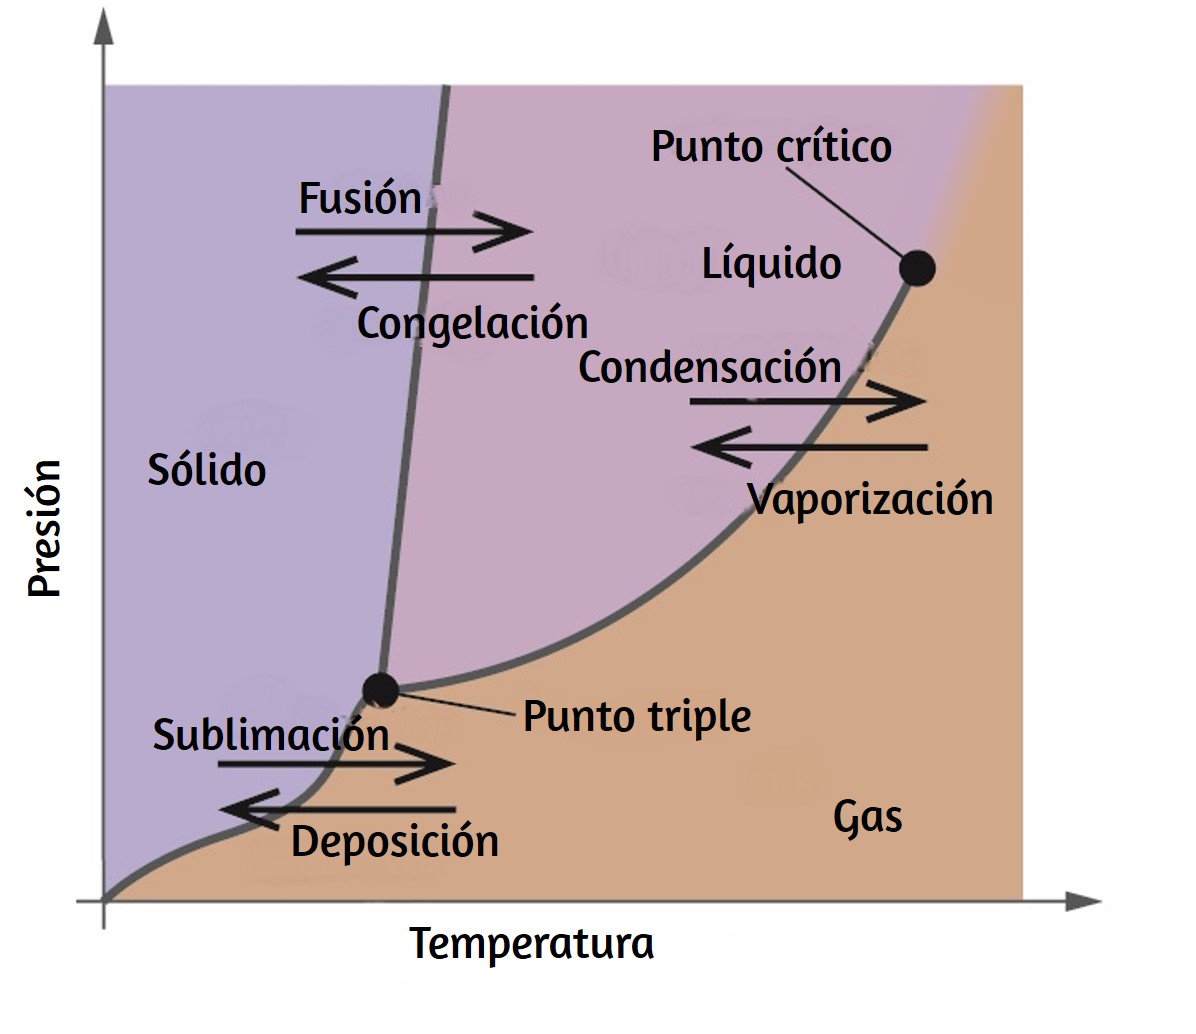 Punto crítico
Fusión
Líquido
Congelación
Condensación
Sólido
Vaporización
Presión
Punto triple
Sublimación
Gas
Deposición
Temperatura